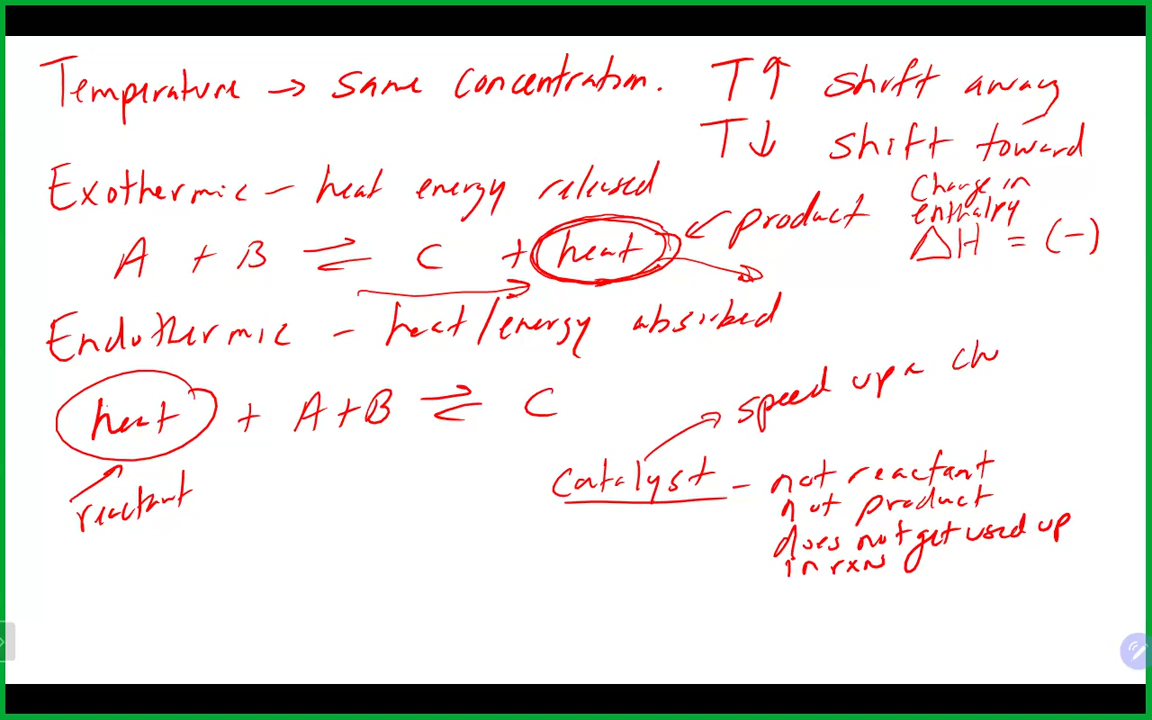 Temperature → same concentration. T↑ shift away
T↓ shift toward
Exothermic - heat energy released
Change in
enthalpy
ΔH = (-)
A + B ⇌ C + heat ← product
Endothermic - heat/energy absorbed
heat + A+B ⇌ C
reactant
speed up a
catalyst - not reactant
not product
does not get used up
in rxn